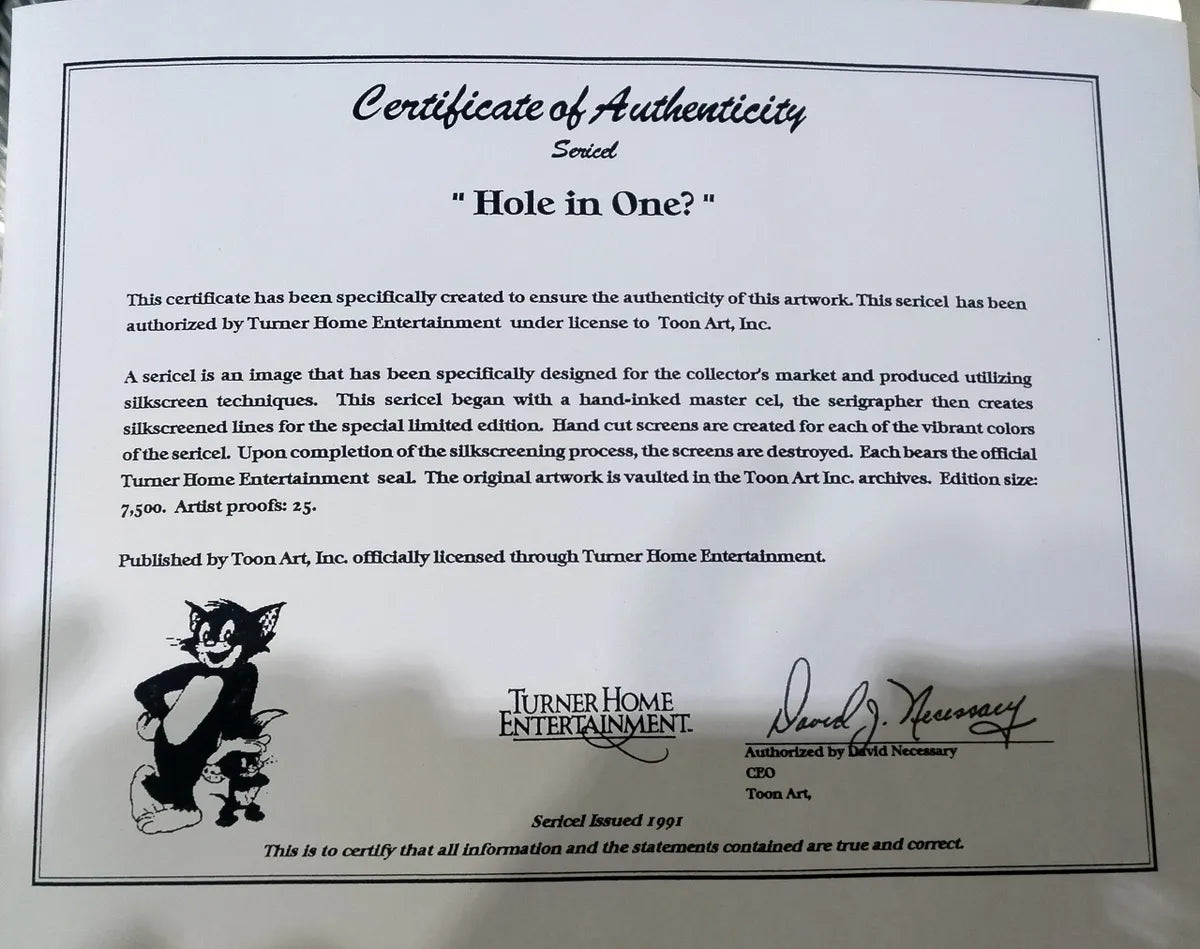 Certificate of Authenticity
Sericel
" Hole in One? "
This certificate has been specifically created to ensure the authenticity of this artwork. This sericel has been
authorized by Turner Home Entertainment under license to Toon Art, Inc.
A sericel is an image that has been specifically designed for the collector's market and produced utilizing
silkscreen techniques. This sericel began with a hand-inked master cel, the serigrapher then creates
silkscreened lines for the special limited edition. Hand cut screens are created for each of the vibrant colors
of the sericel. Upon completion of the silkscreening process, the screens are destroyed. Each bears the official
Turner Home Entertainment seal. The original artwork is vaulted in the Toon Art Inc. archives. Edition size:
7,500. Artist proofs: 25.
Published by Toon Art, Inc. officially licensed through Turner Home Entertainment.
TURNER HOME
ENTERTAINMENT.
David J. Necessary
Authorized by David Necessary
CEO
Toon Art,
Sericel Issued 1991
This is to certify that all information and the statements contained are true and correct.